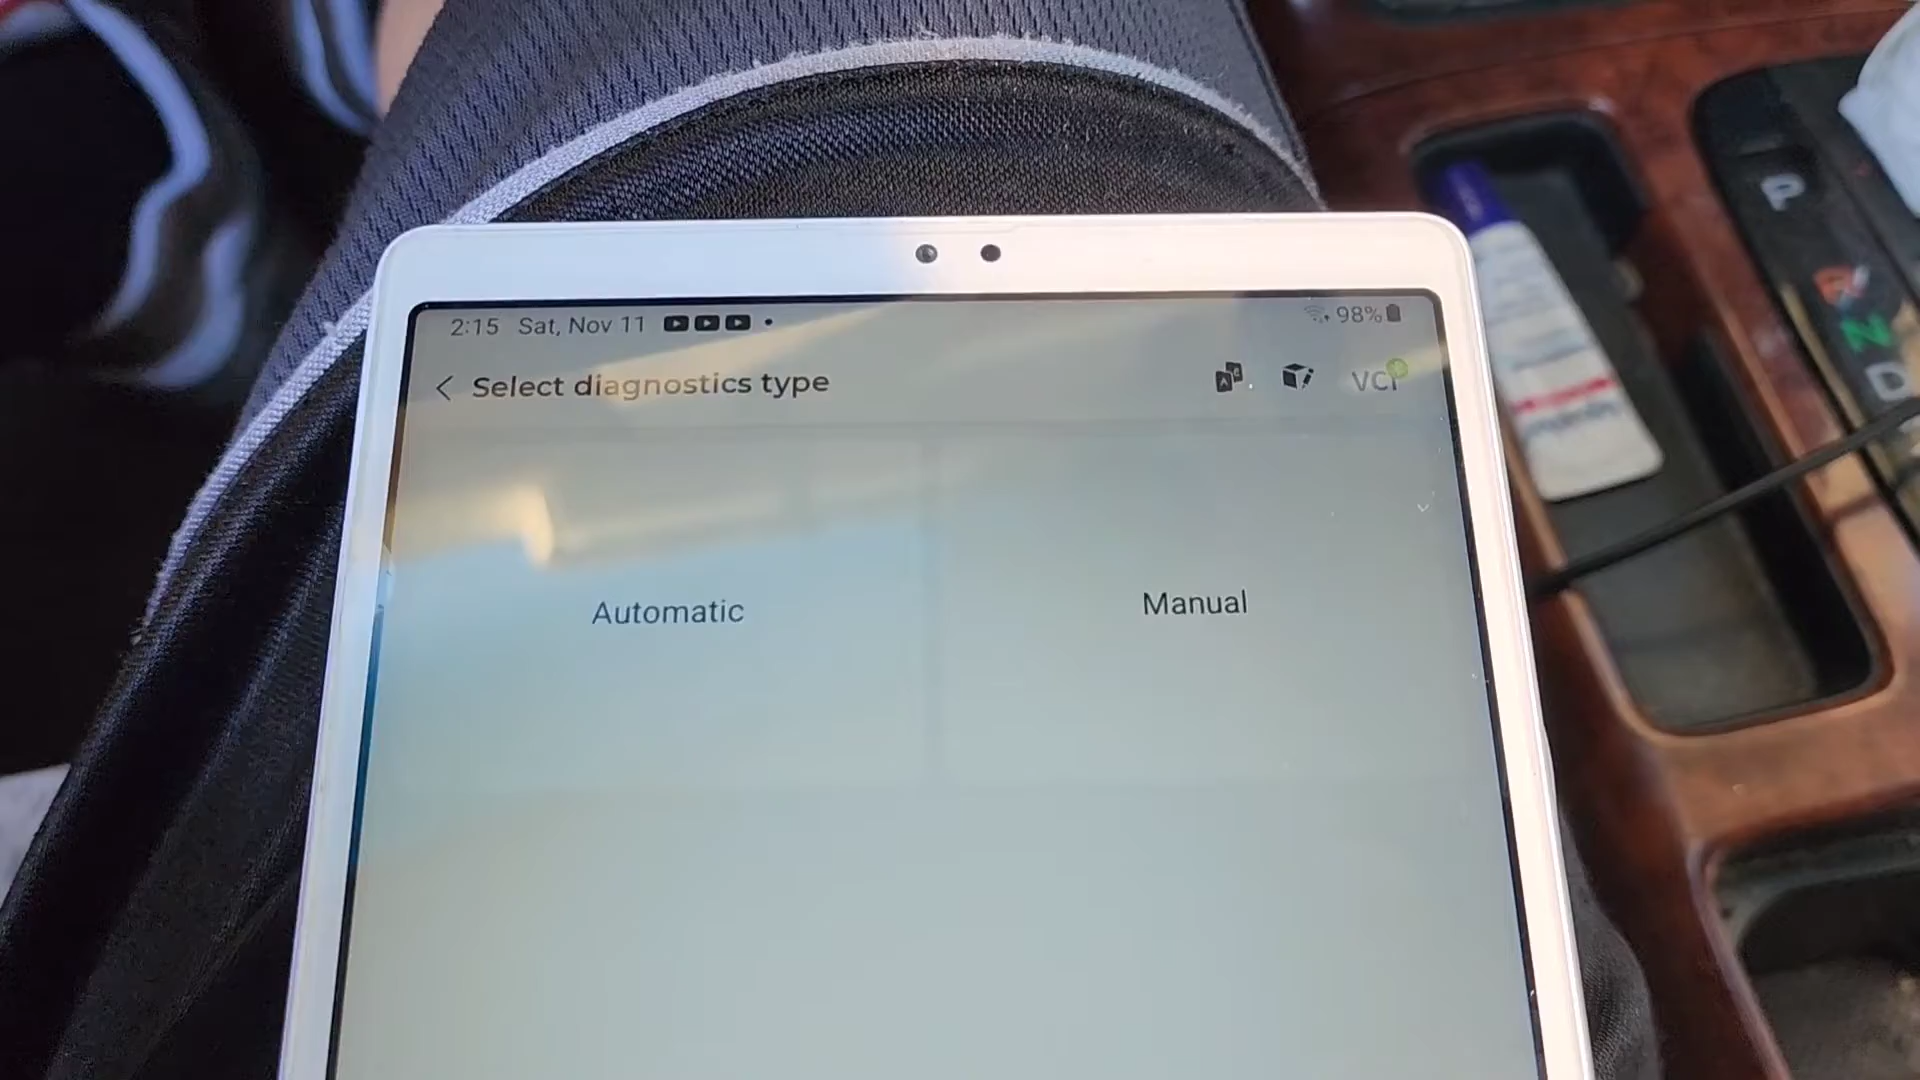 2:15 Sat, Nov 11 98%
Select diagnostics type VCI
Automatic Manual
P
R
N
D